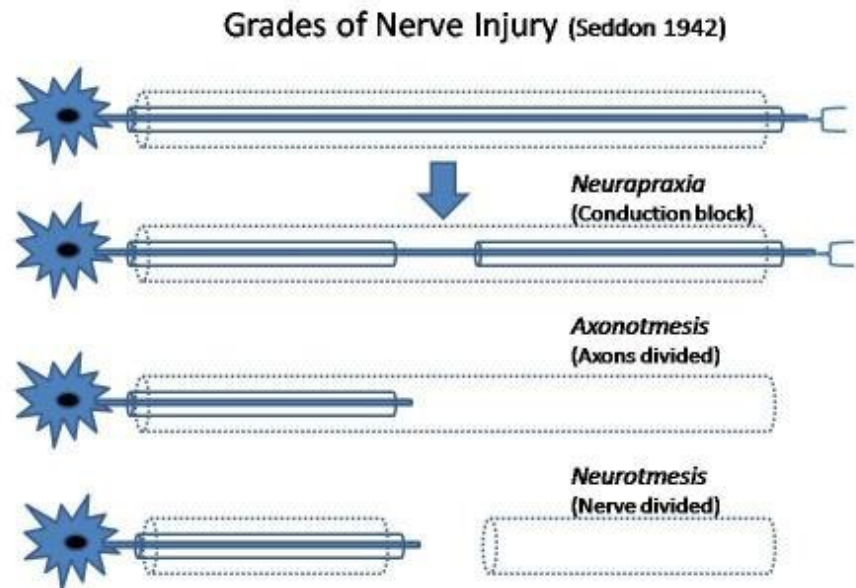 Grades of Nerve Injury (Seddon 1942)
Neurapraxia
(Conduction block)
Axonotmesis
(Axons divided)
Neurotmesis
(Nerve divided)